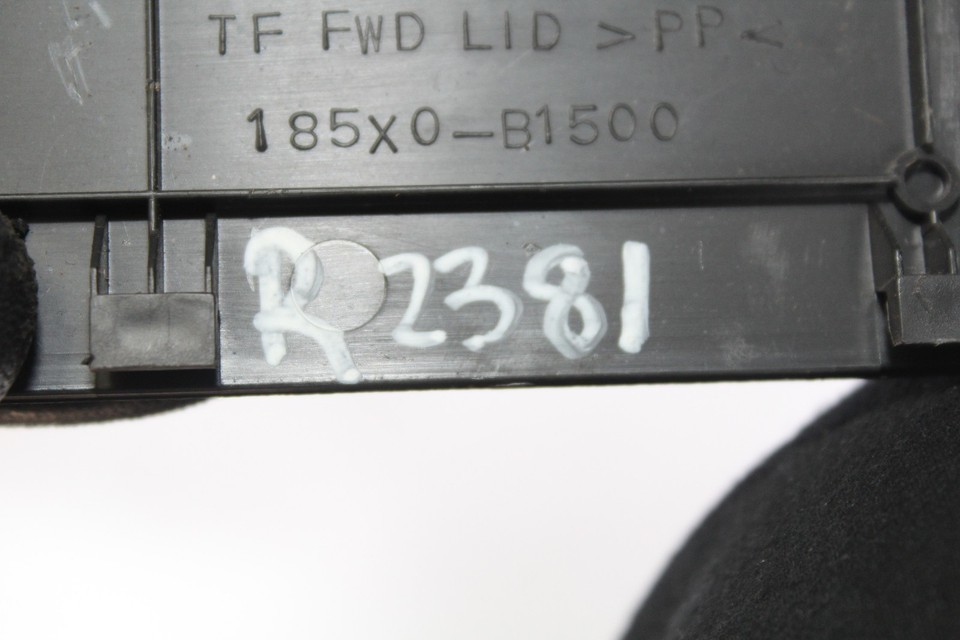 TF FWD LID >PP<
185X0-B1500
R2381